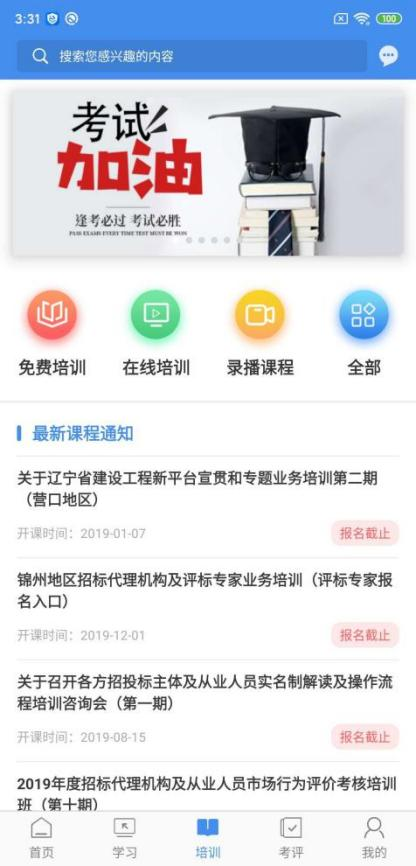 3:31
100
搜索您感兴趣的内容
考试
加油
逢考必过 考试必胜
PASS EXAMS EVERY TIME TEST MUST BE WON
免费培训
在线培训
录播课程
全部
最新课程通知
关于辽宁省建设工程新平台宣贯和专题业务培训第二期
（营口地区）
开课时间：2019-01-07
报名截止
锦州地区招标代理机构及评标专家业务培训（评标专家报
名入口）
开课时间：2019-12-01
报名截止
关于召开各方招投标主体及从业人员实名制解读及操作流
程培训咨询会（第一期）
开课时间：2019-08-15
报名截止
2019年度招标代理机构及从业人员市场行为评价考核培训
班（第十期）
首页
学习
培训
考评
我的